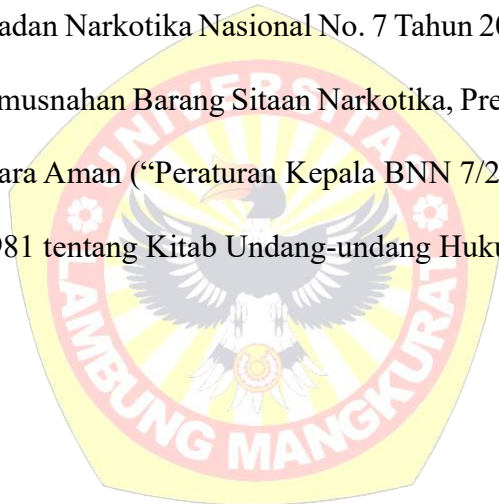 adan Narkotika Nasional No. 7 Tahun 20
musnahan Barang Sitaan Narkotika, Pre
ara Aman (“Peraturan Kepala BNN 7/2
981 tentang Kitab Undang-undang Huku
UNIVERSITAS
LAMBUNG MANGKURAT